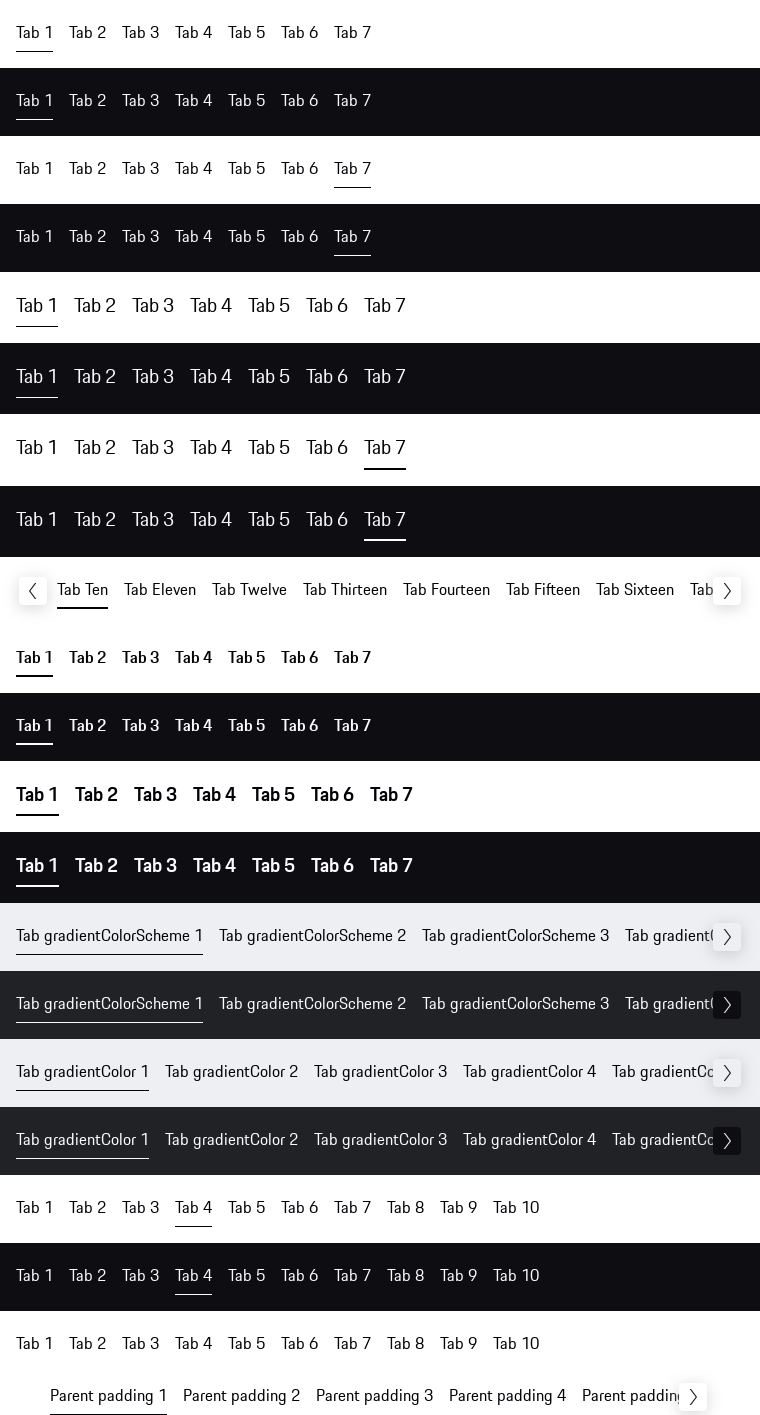 Tab 1 Tab 2 Tab 3 Tab 4 Tab 5 Tab 6 Tab 7
Tab 1 Tab 2 Tab 3 Tab 4 Tab 5 Tab 6 Tab 7
Tab 1 Tab 2 Tab 3 Tab 4 Tab 5 Tab 6 Tab 7
Tab 1 Tab 2 Tab 3 Tab 4 Tab 5 Tab 6 Tab 7
Tab 1 Tab 2 Tab 3 Tab 4 Tab 5 Tab 6 Tab 7
Tab 1 Tab 2 Tab 3 Tab 4 Tab 5 Tab 6 Tab 7
Tab 1 Tab 2 Tab 3 Tab 4 Tab 5 Tab 6 Tab 7
Tab 1 Tab 2 Tab 3 Tab 4 Tab 5 Tab 6 Tab 7
Tab Ten Tab Eleven Tab Twelve Tab Thirteen Tab Fourteen Tab Fifteen Tab Sixteen Tab
Tab 1 Tab 2 Tab 3 Tab 4 Tab 5 Tab 6 Tab 7
Tab 1 Tab 2 Tab 3 Tab 4 Tab 5 Tab 6 Tab 7
Tab 1 Tab 2 Tab 3 Tab 4 Tab 5 Tab 6 Tab 7
Tab 1 Tab 2 Tab 3 Tab 4 Tab 5 Tab 6 Tab 7
Tab gradientColorScheme 1 Tab gradientColorScheme 2 Tab gradientColorScheme 3 Tab gradient
Tab gradientColorScheme 1 Tab gradientColorScheme 2 Tab gradientColorScheme 3 Tab gradient
Tab gradientColor 1 Tab gradientColor 2 Tab gradientColor 3 Tab gradientColor 4 Tab gradientCo
Tab gradientColor 1 Tab gradientColor 2 Tab gradientColor 3 Tab gradientColor 4 Tab gradientCo
Tab 1 Tab 2 Tab 3 Tab 4 Tab 5 Tab 6 Tab 7 Tab 8 Tab 9 Tab 10
Tab 1 Tab 2 Tab 3 Tab 4 Tab 5 Tab 6 Tab 7 Tab 8 Tab 9 Tab 10
Tab 1 Tab 2 Tab 3 Tab 4 Tab 5 Tab 6 Tab 7 Tab 8 Tab 9 Tab 10
Parent padding 1 Parent padding 2 Parent padding 3 Parent padding 4 Parent padding